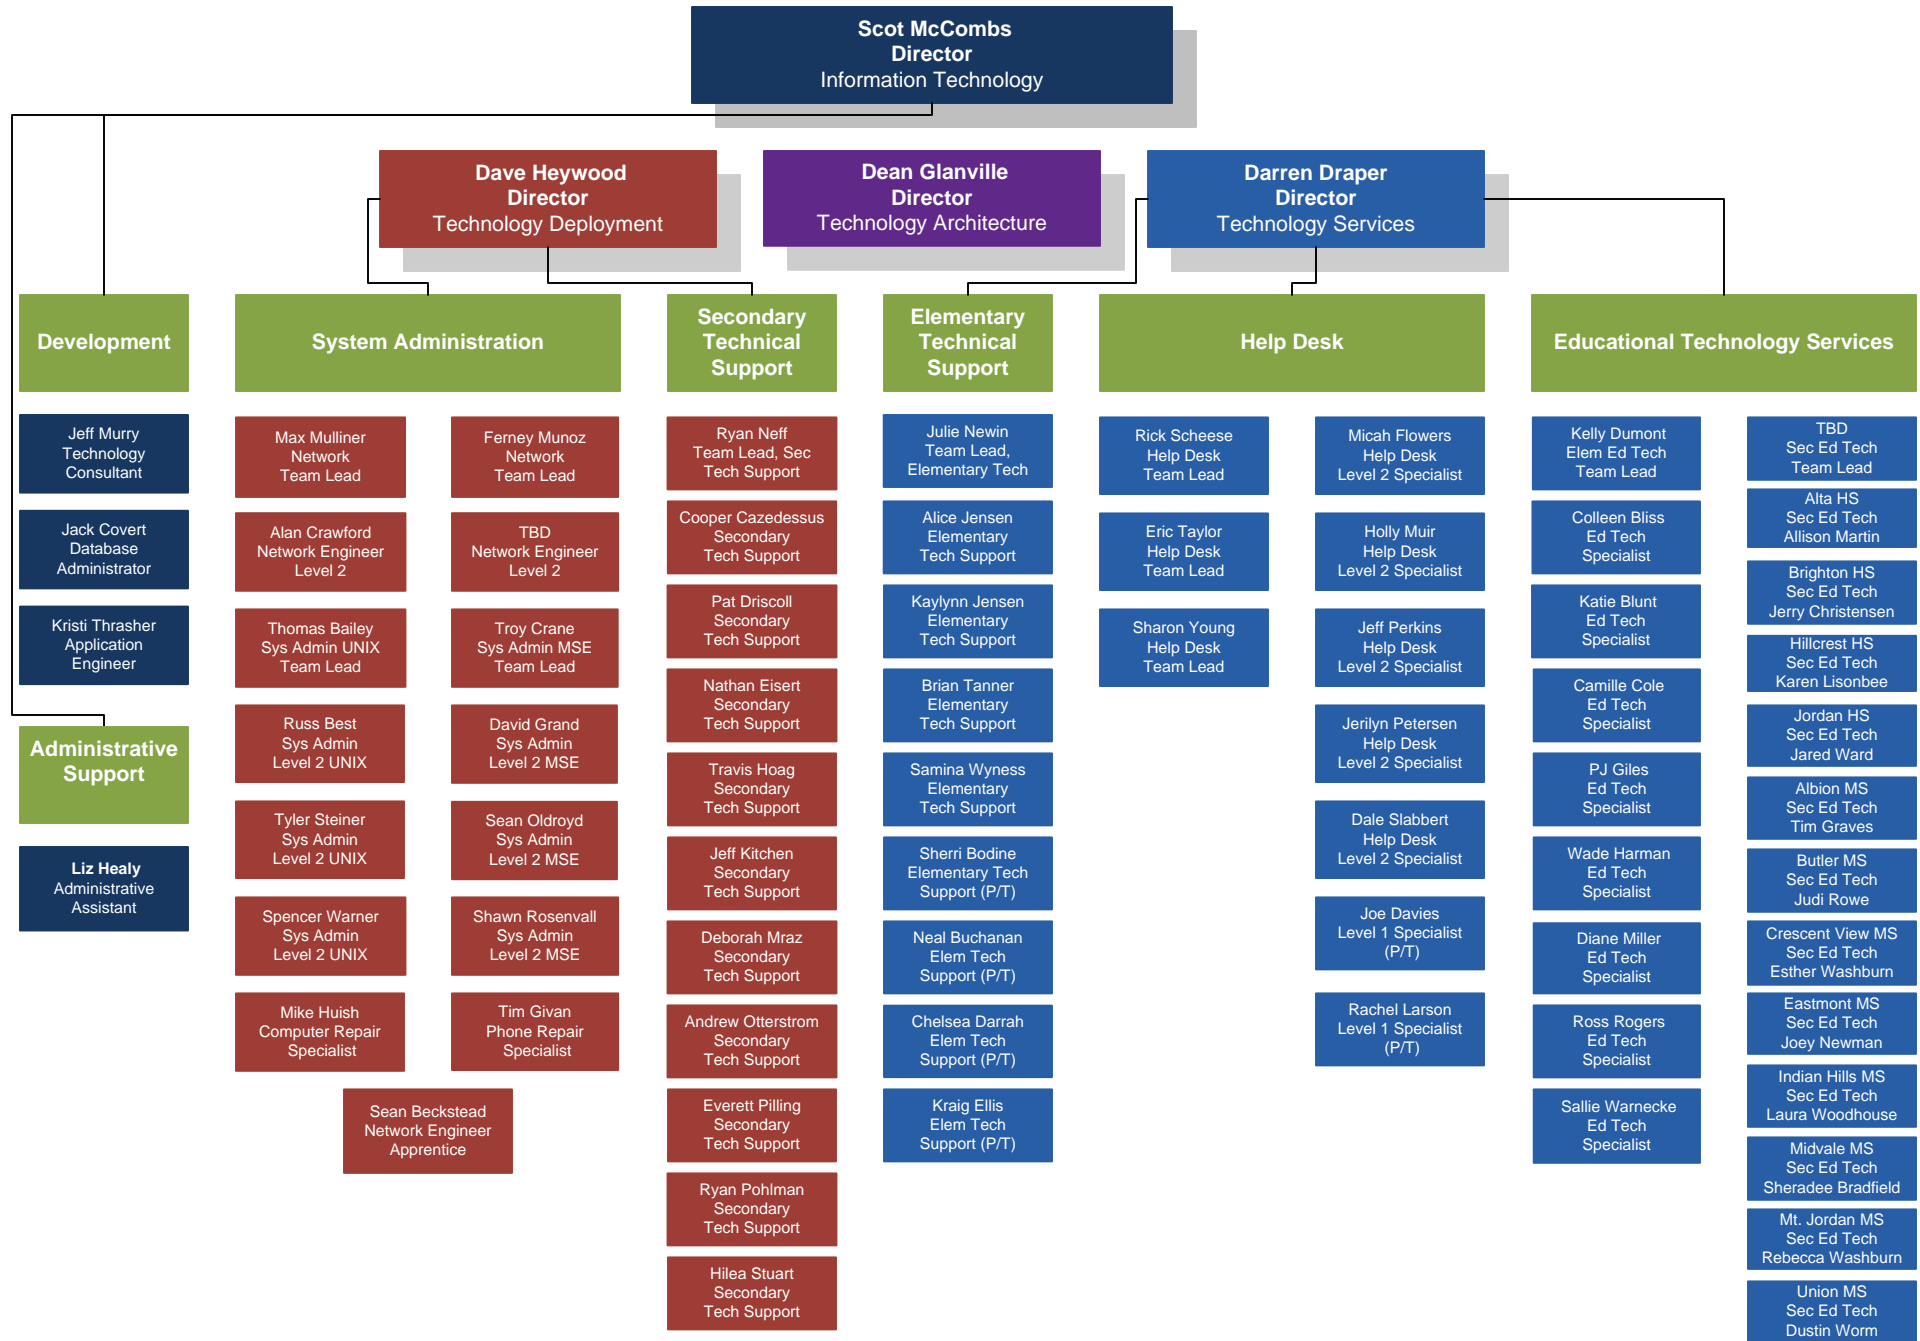 Scot McCombs
Director
Information Technology
Dave Heywood
Director
Technology Deployment
Dean Glanville
Director
Technology Architecture
Darren Draper
Director
Technology Services
Development
Jeff Murry
Technology
Consultant
Jack Covert
Database
Administrator
Kristi Thrasher
Application
Engineer
Administrative
Support
Liz Healy
Administrative
Assistant
System Administration
Max Mulliner
Network
Team Lead
Alan Crawford
Network Engineer
Level 2
Thomas Bailey
Sys Admin UNIX
Team Lead
Russ Best
Sys Admin
Level 2 UNIX
Tyler Steiner
Sys Admin
Level 2 UNIX
Spencer Warner
Sys Admin
Level 2 UNIX
Mike Huish
Computer Repair
Specialist
Ferney Munoz
Network
Team Lead
TBD
Network Engineer
Level 2
Troy Crane
Sys Admin MSE
Team Lead
David Grand
Sys Admin
Level 2 MSE
Sean Oldroyd
Sys Admin
Level 2 MSE
Shawn Rosenvall
Sys Admin
Level 2 MSE
Tim Givan
Phone Repair
Specialist
Sean Beckstead
Network Engineer
Apprentice
Secondary
Technical
Support
Ryan Neff
Team Lead, Sec
Tech Support
Cooper Cazedessus
Secondary
Tech Support
Pat Driscoll
Secondary
Tech Support
Nathan Eisert
Secondary
Tech Support
Travis Hoag
Secondary
Tech Support
Jeff Kitchen
Secondary
Tech Support
Deborah Mraz
Secondary
Tech Support
Andrew Otterstrom
Secondary
Tech Support
Everett Pilling
Secondary
Tech Support
Ryan Pohlman
Secondary
Tech Support
Hilea Stuart
Secondary
Tech Support
Elementary
Technical
Support
Julie Newin
Team Lead,
Elementary Tech
Alice Jensen
Elementary
Tech Support
Kaylynn Jensen
Elementary
Tech Support
Brian Tanner
Elementary
Tech Support
Samina Wyness
Elementary
Tech Support
Sherri Bodine
Elementary Tech
Support (P/T)
Neal Buchanan
Elem Tech
Support (P/T)
Chelsea Darrah
Elem Tech
Support (P/T)
Kraig Ellis
Elem Tech
Support (P/T)
Help Desk
Rick Scheese
Help Desk
Team Lead
Eric Taylor
Help Desk
Team Lead
Sharon Young
Help Desk
Team Lead
Micah Flowers
Help Desk
Level 2 Specialist
Holly Muir
Help Desk
Level 2 Specialist
Jeff Perkins
Help Desk
Level 2 Specialist
Jerilyn Petersen
Help Desk
Level 2 Specialist
Dale Slabbert
Help Desk
Level 2 Specialist
Joe Davies
Level 1 Specialist
(P/T)
Rachel Larson
Level 1 Specialist
(P/T)
Educational Technology Services
Kelly Dumont
Elem Ed Tech
Team Lead
Colleen Bliss
Ed Tech
Specialist
Katie Blunt
Ed Tech
Specialist
Camille Cole
Ed Tech
Specialist
PJ Giles
Ed Tech
Specialist
Wade Harman
Ed Tech
Specialist
Diane Miller
Ed Tech
Specialist
Ross Rogers
Ed Tech
Specialist
Sallie Warnecke
Ed Tech
Specialist
TBD
Sec Ed Tech
Team Lead
Alta HS
Sec Ed Tech
Allison Martin
Brighton HS
Sec Ed Tech
Jerry Christensen
Hillcrest HS
Sec Ed Tech
Karen Lisonbee
Jordan HS
Sec Ed Tech
Jared Ward
Albion MS
Sec Ed Tech
Tim Graves
Butler MS
Sec Ed Tech
Judi Rowe
Crescent View MS
Sec Ed Tech
Esther Washburn
Eastmont MS
Sec Ed Tech
Joey Newman
Indian Hills MS
Sec Ed Tech
Laura Woodhouse
Midvale MS
Sec Ed Tech
Sheradee Bradfield
Mt. Jordan MS
Sec Ed Tech
Rebecca Washburn
Union MS
Sec Ed Tech
Dustin Worm